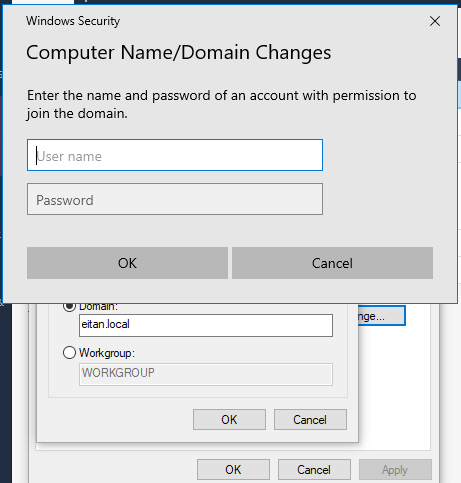 Windows Security
Computer Name/Domain Changes
Enter the name and password of an account with permission to
join the domain.
User name
Password
OK
Cancel
Domain:
eitan.local
nge...
Workgroup:
WORKGROUP
OK
Cancel
OK
Cancel
Apply